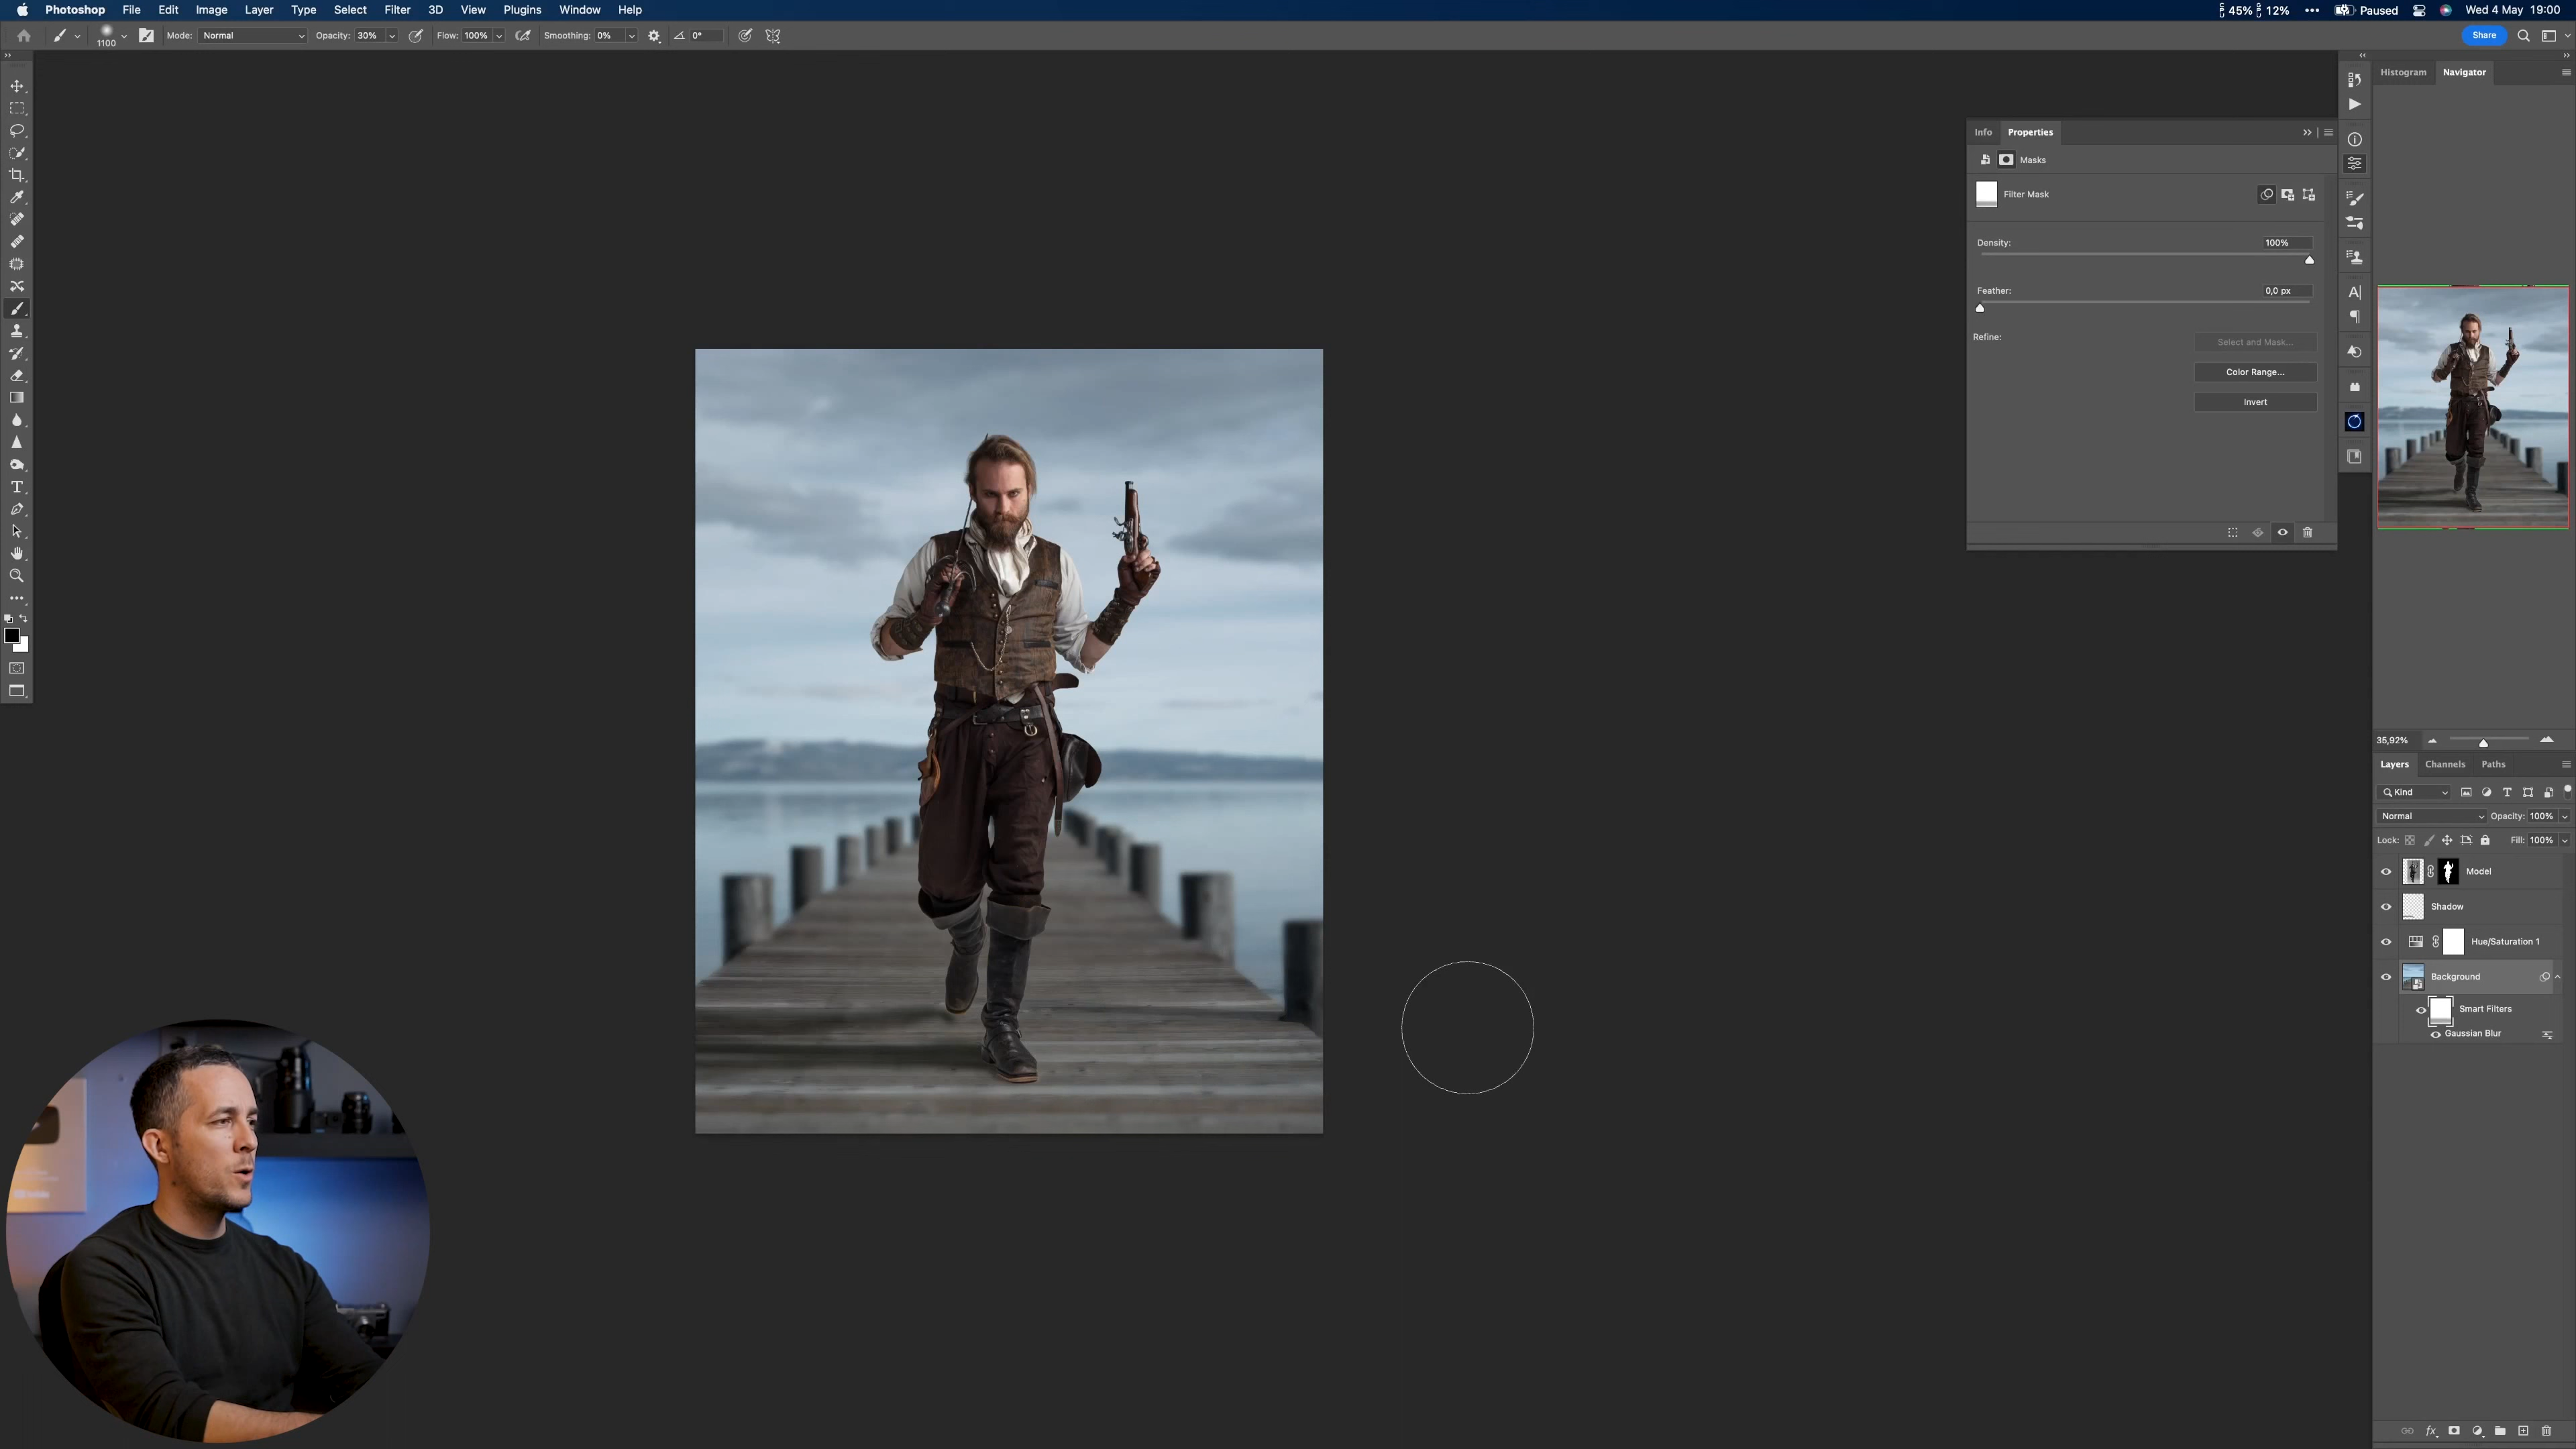 Photoshop File Edit Image Layer Type Select Filter 3D View Plugins Window Help 45% 12% Paused Wed 4 May 19:00
1100 Mode: Normal Opacity: 30% Flow: 100% Smoothing: 0% 0° Share
Histogram Navigator
Info Properties
Masks
Filter Mask
Density: 100%
Feather: 0,0 px
Refine: Select and Mask...
Color Range...
Invert
35,92%
Layers Channels Paths
Kind
Normal Opacity: 100%
Lock: Fill: 100%
Model
Shadow
Hue/Saturation 1
Background
Smart Filters
Gaussian Blur